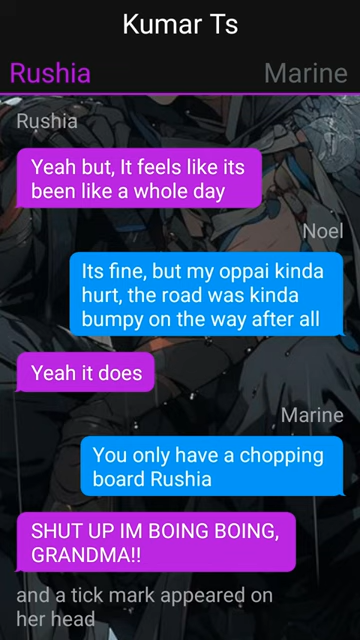 Kumar Ts
Rushia
Marine
Rushia
Yeah but, It feels like its
been like a whole day
Noel
Its fine, but my oppai kinda
hurt, the road was kinda
bumpy on the way after all
Yeah it does
Marine
You only have a chopping
board Rushia
SHUT UP IM BOING BOING,
GRANDMA!!
and a tick mark appeared on
her head